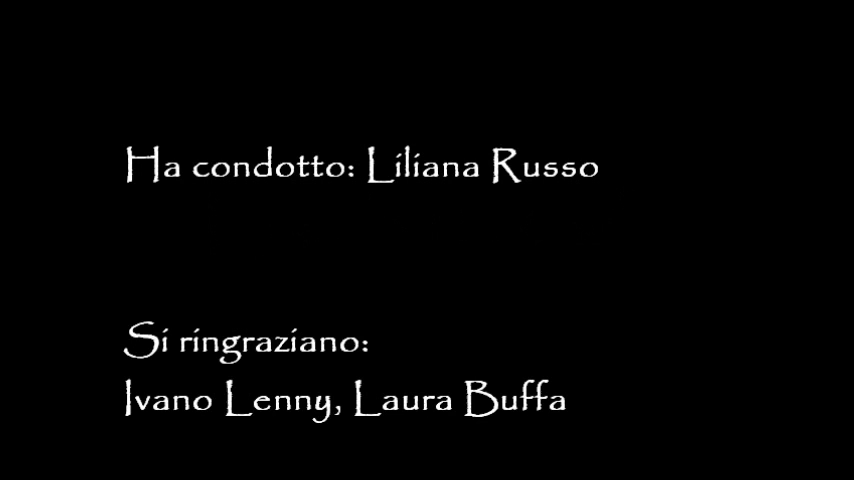 Ha condotto: Liliana Russo
Si ringraziano:
Ivano Lenny, Laura Buffa